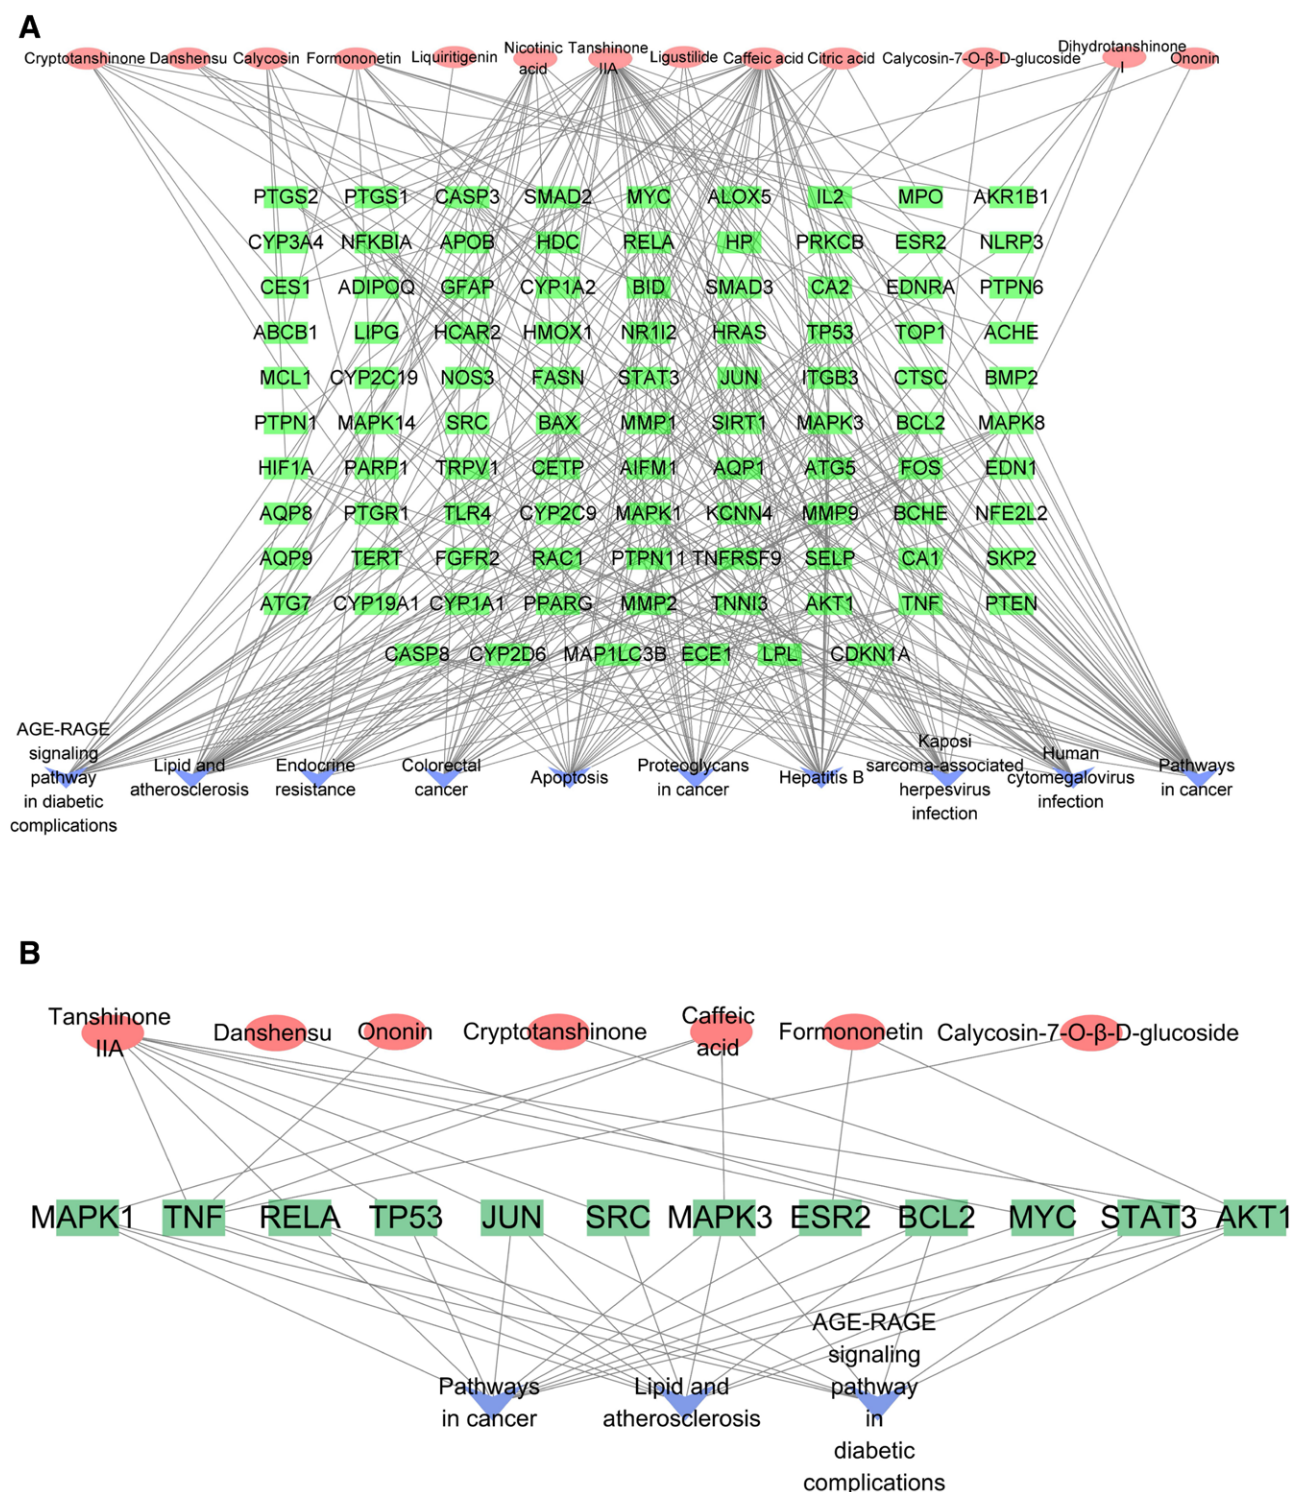 A
Cryptotanshinone Danshensu Calycosin Formononetin Liquiritigenin Nicotinic acid Tanshinone IIA Ligustilide Caffeic acid Citric acid Calycosin-7-O-β-D-glucoside Dihydrotanshinone I Ononin
PTGS2 PTGS1 CASP3 SMAD2 MYC ALOX5 IL2 MPO AKR1B1
CYP3A4 NFKBIA APOB HDC RELA HP PRKCB ESR2 NLRP3
CES1 ADIPOQ GFAP CYP1A2 BID SMAD3 CA2 EDNRA PTPN6
ABCB1 LIPG HCAR2 HMOX1 NR1I2 HRAS TP53 TOP1 ACHE
MCL1 CYP2C19 NOS3 FASN STAT3 JUN ITGB3 CTSC BMP2
PTPN1 MAPK14 SRC BAX MMP1 SIRT1 MAPK3 BCL2 MAPK8
HIF1A PARP1 TRPV1 CETP AIFM1 AQP1 ATG5 FOS EDN1
AQP8 PTGR1 TLR4 CYP2C9 MAPK1 KCNN4 MMP9 BCHE NFE2L2
AQP9 TERT FGFR2 RAC1 PTPN11 TNFRSF9 SELP CA1 SKP2
ATG7 CYP19A1 CYP1A1 PPARG MMP2 TNNI3 AKT1 TNF PTEN
CASP8 CYP2D6 MAP1LC3B ECE1 LPL CDKN1A
AGE-RAGE
signaling
pathway
in diabetic
complications
Lipid and
atherosclerosis
Endocrine
resistance
Colorectal
cancer
Apoptosis
Proteoglycans
in cancer
Hepatitis B
Kaposi
sarcoma-associated
herpesvirus
infection
Human
cytomegalovirus
infection
Pathways
in cancer
B
Tanshinone
IIA
Danshensu
Ononin
Cryptotanshinone
Caffeic
acid
Formononetin
Calycosin-7-O-β-D-glucoside
MAPK1 TNF RELA TP53 JUN SRC MAPK3 ESR2 BCL2 MYC STAT3 AKT1
Pathways
in cancer
Lipid and
atherosclerosis
AGE-RAGE
signaling
pathway
in
diabetic
complications